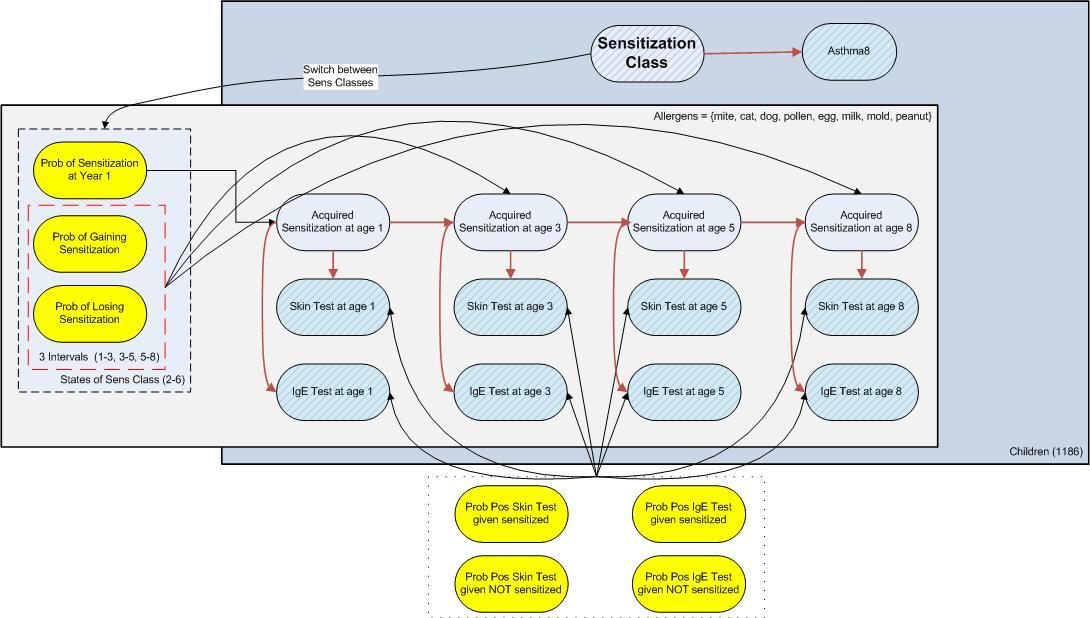 Sensitization
Class
Asthma8
Switch between
Sens Classes
Allergens = {mite, cat, dog, pollen, egg, milk, mold, peanut}
Prob of Sensitization
at Year 1
Prob of Gaining
Sensitization
Prob of Losing
Sensitization
3 Intervals (1-3, 3-5, 5-8)
States of Sens Class (2-6)
Acquired
Sensitization at age 1
Acquired
Sensitization at age 3
Acquired
Sensitization at age 5
Acquired
Sensitization at age 8
Skin Test at age 1
Skin Test at age 3
Skin Test at age 5
Skin Test at age 8
IgE Test at age 1
IgE Test at age 3
IgE Test at age 5
IgE Test at age 8
Children (1186)
Prob Pos Skin Test
given sensitized
Prob Pos IgE Test
given sensitized
Prob Pos Skin Test
given NOT sensitized
Prob Pos IgE Test
given NOT sensitized